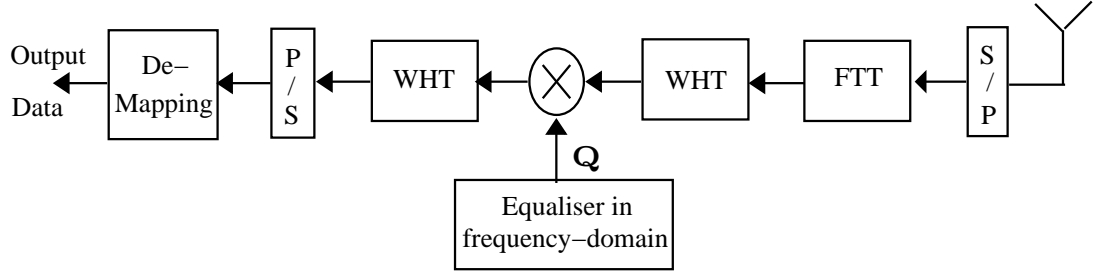 Output
Data
De−
Mapping
P
/
S
WHT
WHT
FTT
S
/
P
Q
Equaliser in
frequency−domain